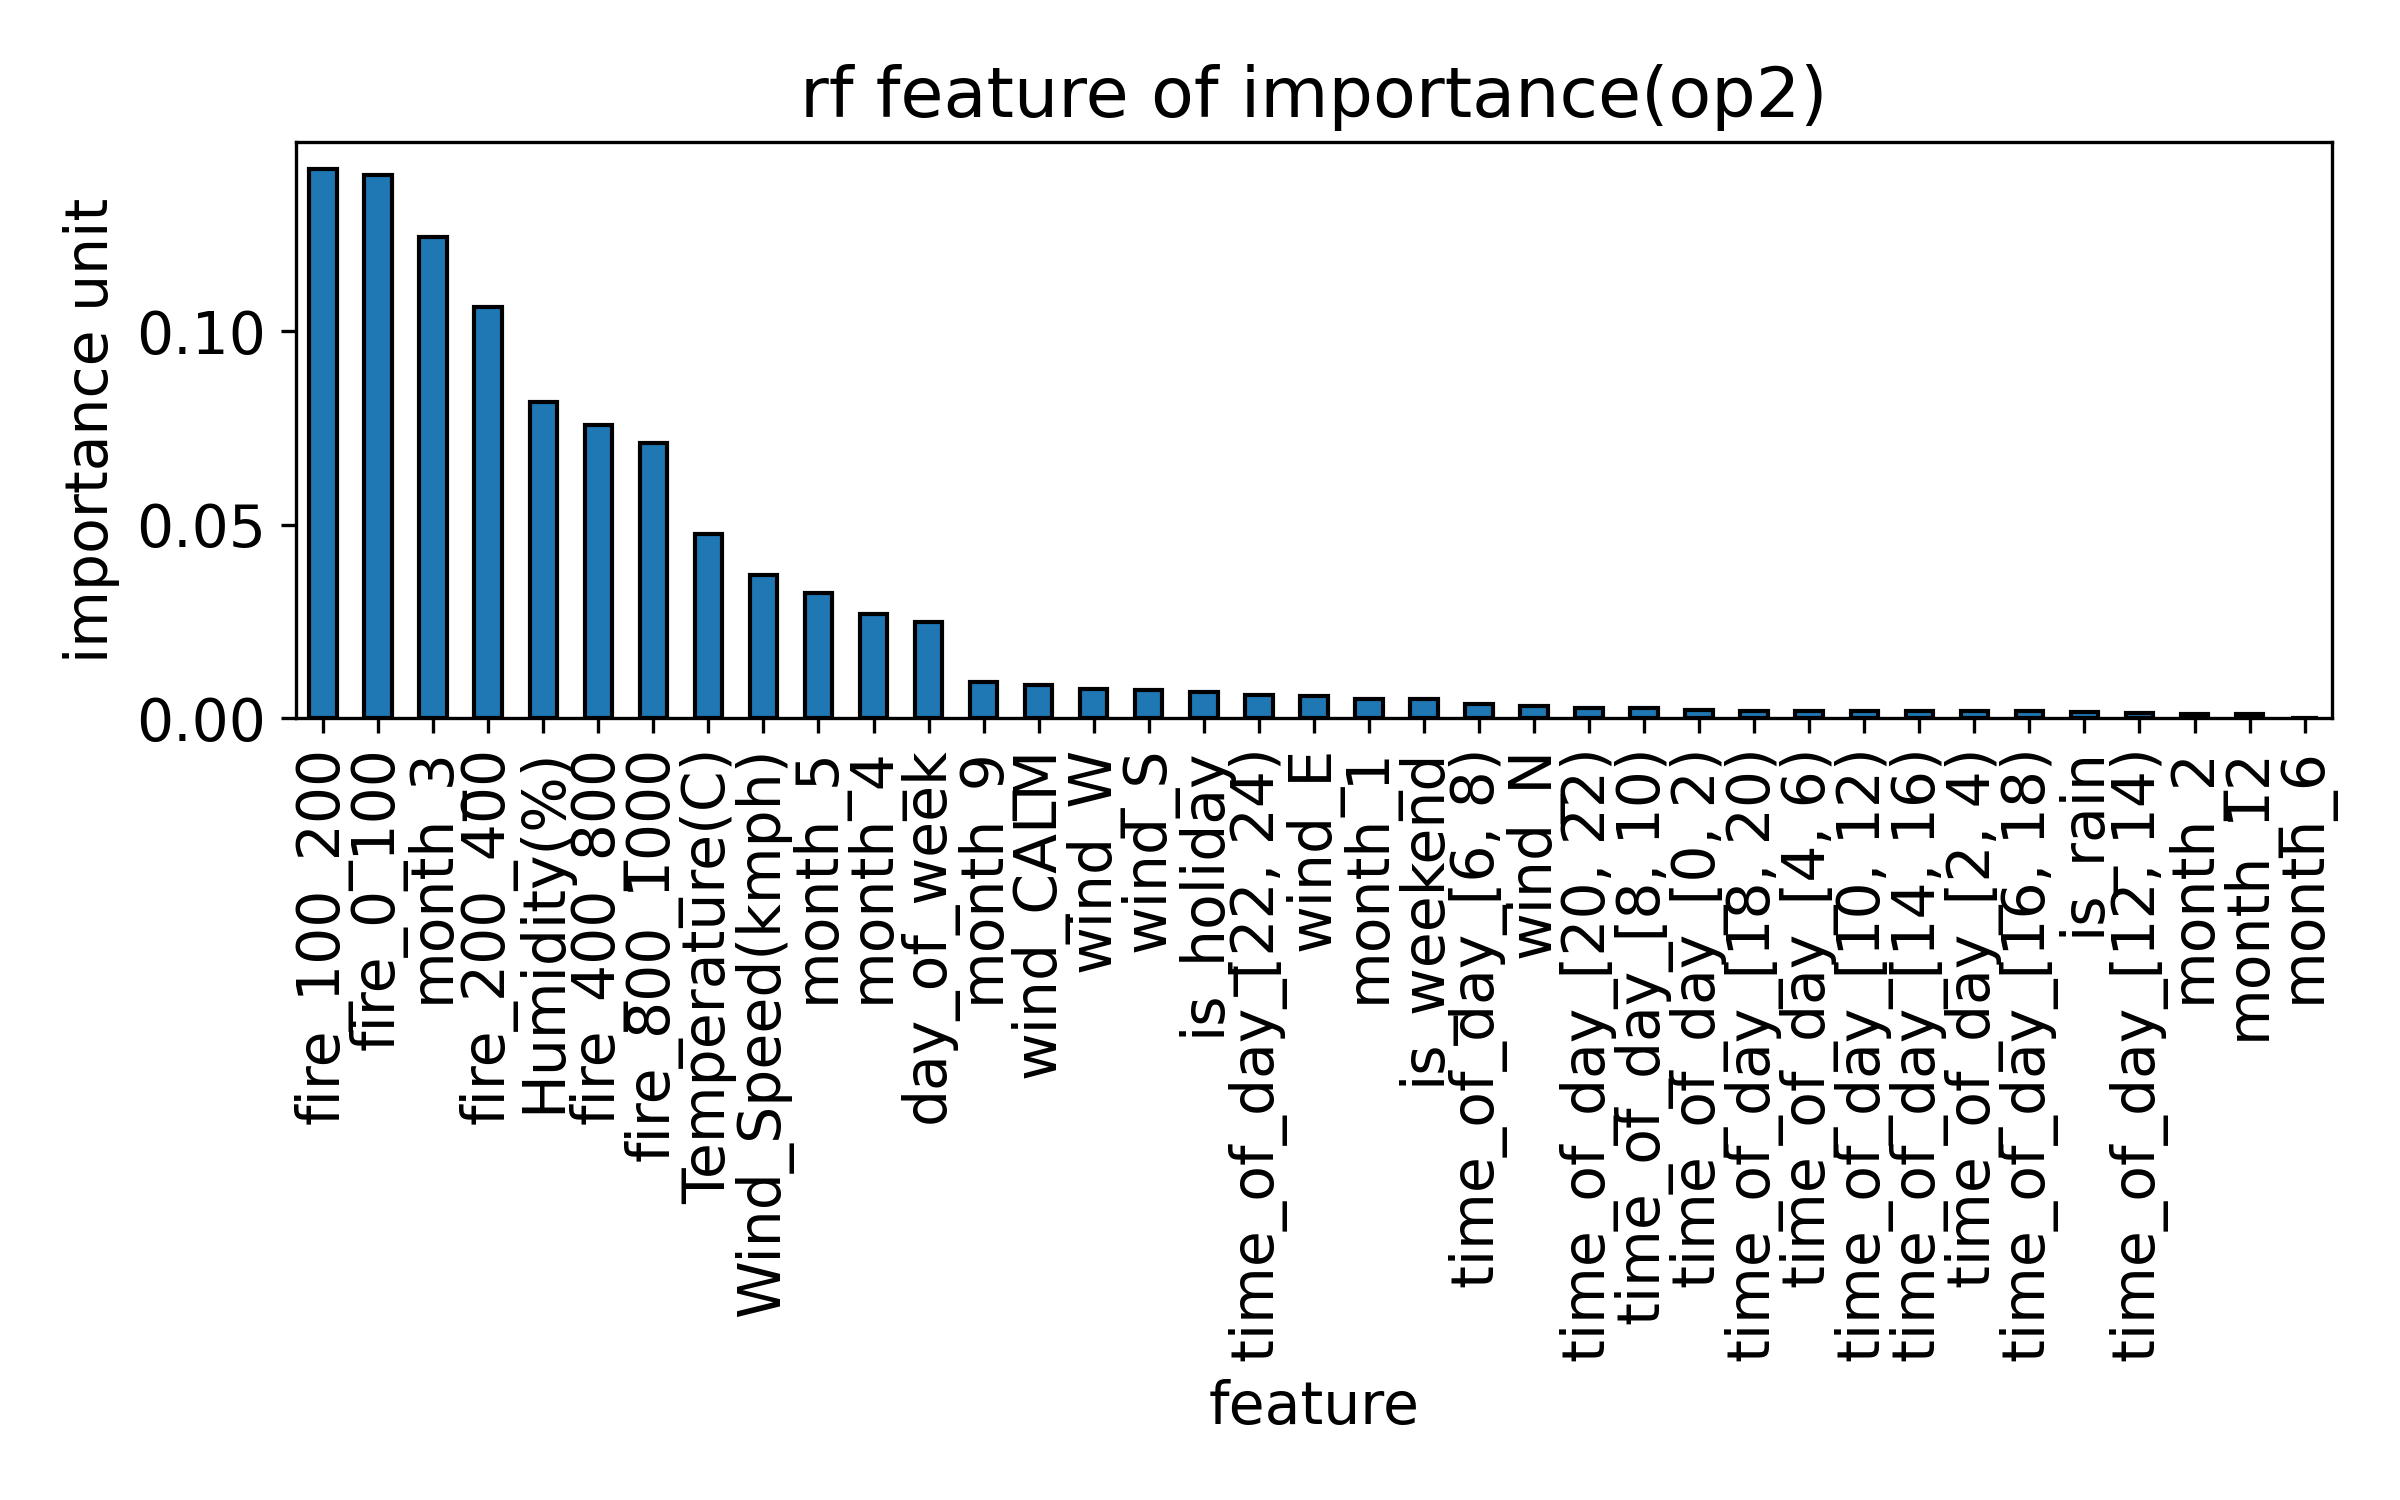 rf feature of importance(op2)
importance unit
0.10
0.05
0.00
fire_100_200
fire_0_100
month_3
fire_200_400
Humidity(%)
fire_400_800
fire_800_1000
Temperature(C)
Wind_Speed(kmph)
month_5
month_4
day_of_week
month_9
wind_CALM
wind_W
wind_S
is_holiday
time_of_day_[22, 24)
wind_E
month_1
is_weekend
time_of_day_[6, 8)
wind_N
time_of_day_[20, 22)
time_of_day_[8, 10)
time_of_day_[0, 2)
time_of_day_[18, 20)
time_of_day_[4, 6)
time_of_day_[10, 12)
time_of_day_[14, 16)
time_of_day_[2, 4)
time_of_day_[16, 18)
is_rain
time_of_day_[12, 14)
month_2
month_12
month_6
feature